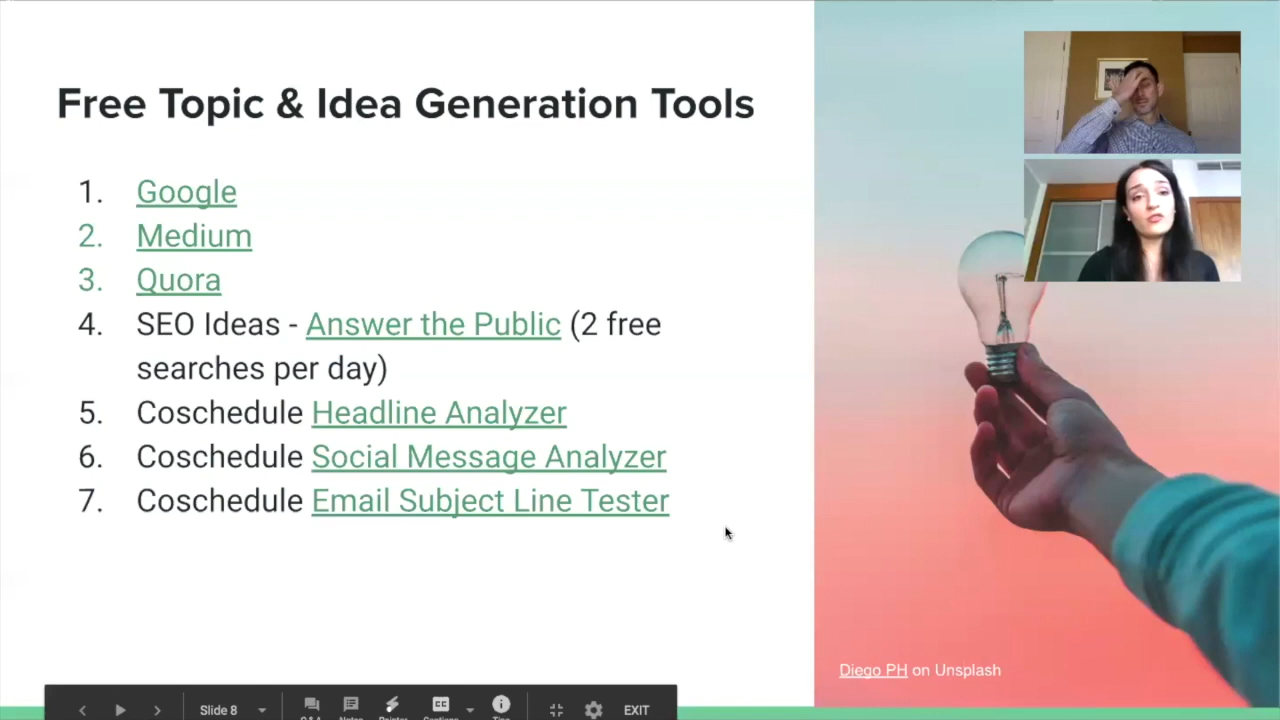 Free Topic & Idea Generation Tools
1. Google
2. Medium
3. Quora
4. SEO Ideas - Answer the Public (2 free
searches per day)
5. Coschedule Headline Analyzer
6. Coschedule Social Message Analyzer
7. Coschedule Email Subject Line Tester
Diego PH on Unsplash
Slide 8
CC
EXIT